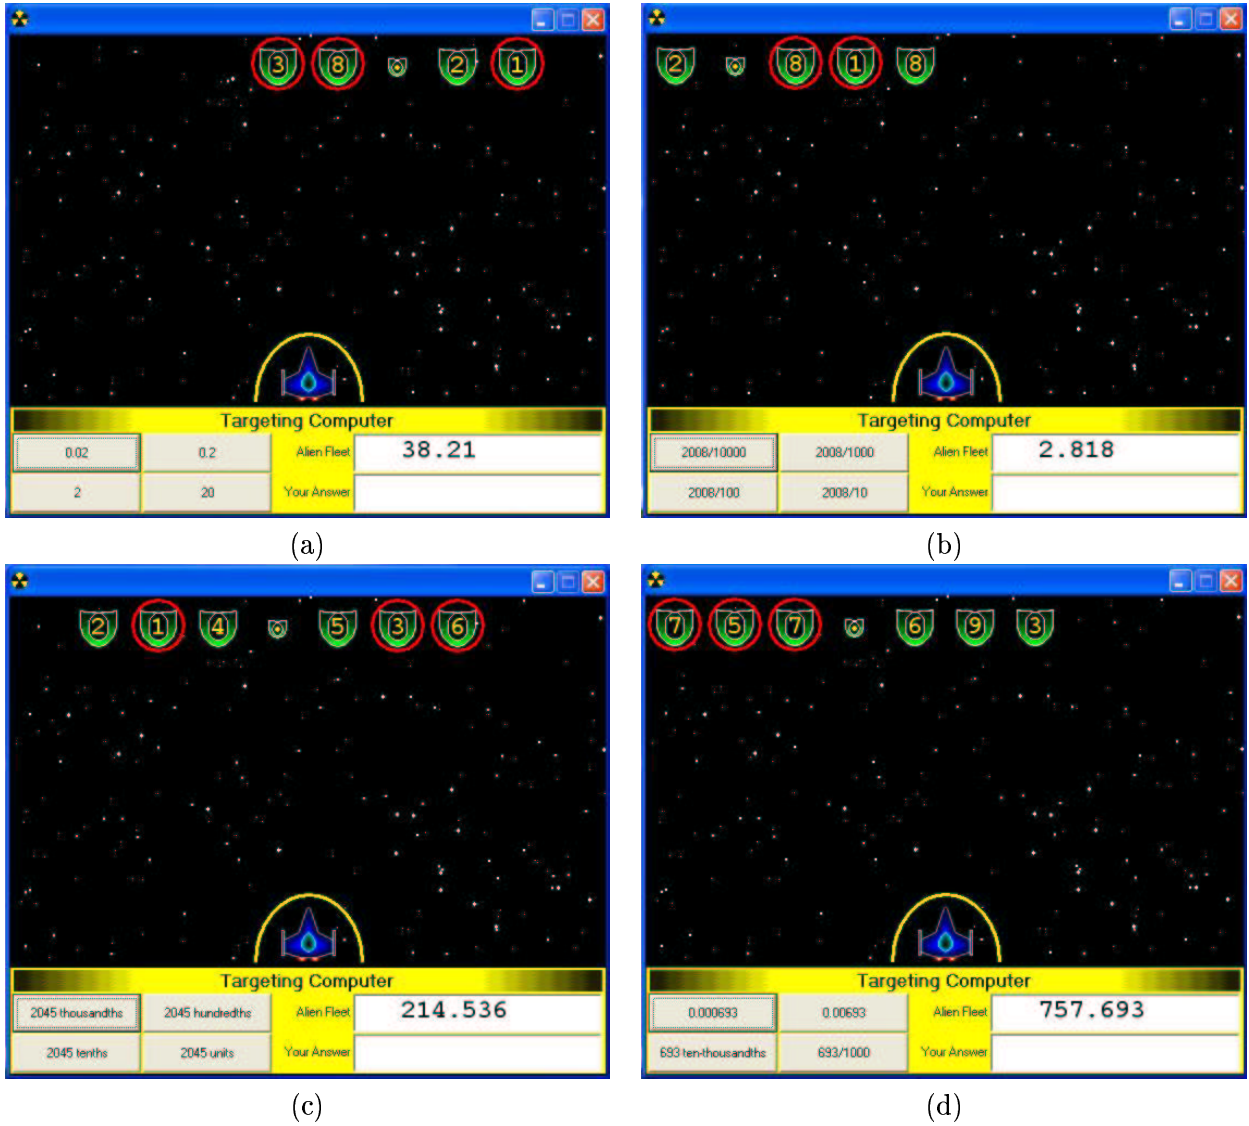 3 8 2 1
Targeting Computer
0.02 0.2 Alien Fleet 38.21
2 20 Your Answer
(a)
2 8 1 8
Targeting Computer
2008/10000 2008/1000 Alien Fleet 2.818
2008/100 2008/10 Your Answer
(b)
2 1 4 5 3 6
Targeting Computer
2045 thousandths 2045 hundredths Alien Fleet 214.536
2045 tenths 2045 units Your Answer
(c)
7 5 7 6 9 3
Targeting Computer
0.000693 0.00693 Alien Fleet 757.693
693 ten-thousandths 693/1000 Your Answer
(d)